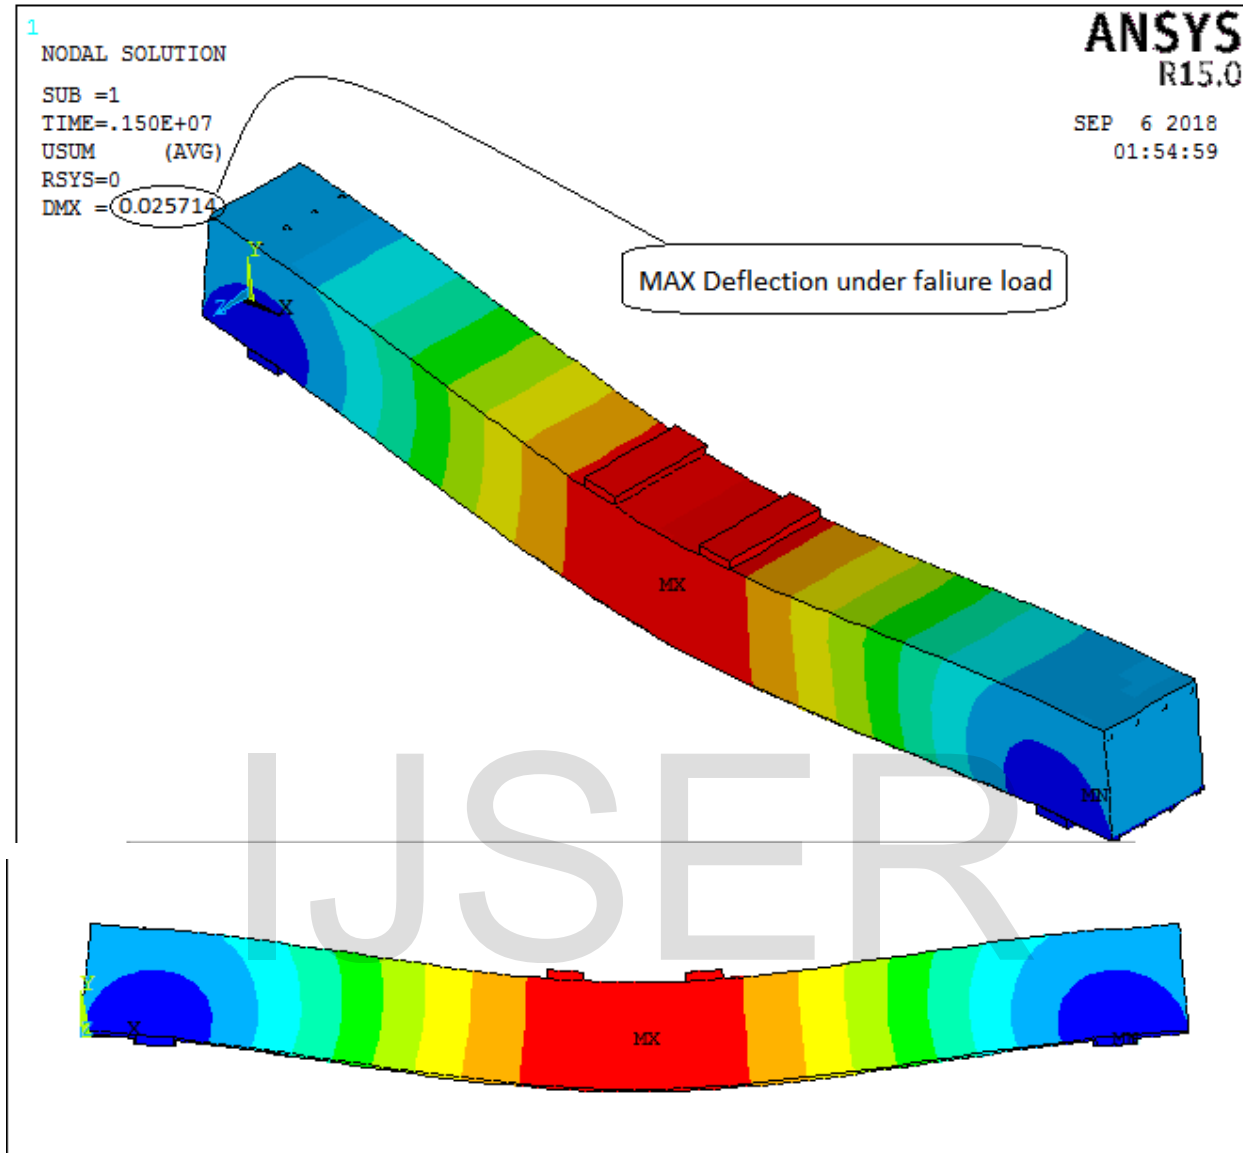 1
NODAL SOLUTION
SUB =1
TIME=.150E+07
USUM (AVG)
RSYS=0
DMX = 0.025714
ANSYS
R15.0
SEP 6 2018
01:54:59
MAX Deflection under faliure load
Y
Z X
MX
MN
IJSER
Y
Z X
MX